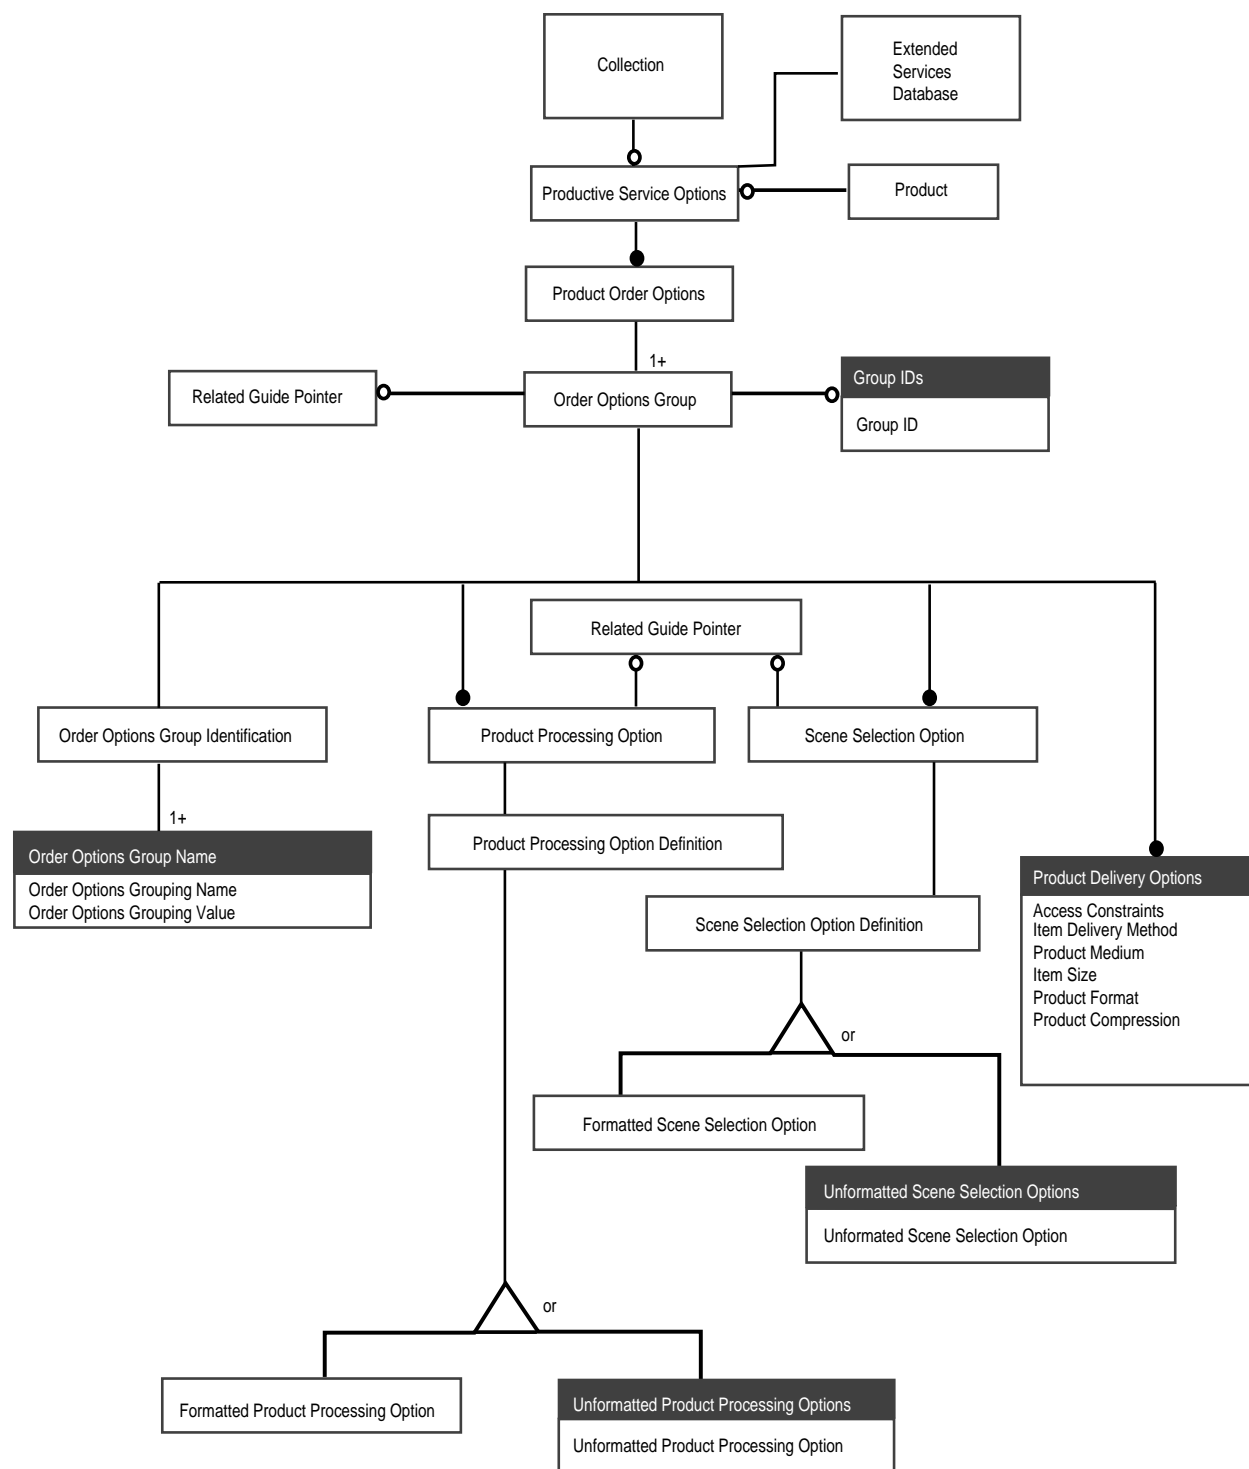 Collection
Extended
Services
Database
Productive Service Options
Product
Product Order Options
1+
Related Guide Pointer
Order Options Group
Group IDs
Group ID
Related Guide Pointer
Order Options Group Identification
Product Processing Option
Scene Selection Option
1+
Order Options Group Name
Order Options Grouping Name
Order Options Grouping Value
Product Processing Option Definition
Product Delivery Options
Access Constraints
Item Delivery Method
Product Medium
Item Size
Product Format
Product Compression
Scene Selection Option Definition
or
Formatted Scene Selection Option
Unformatted Scene Selection Options
Unformated Scene Selection Option
or
Formatted Product Processing Option
Unformatted Product Processing Options
Unformatted Product Processing Option